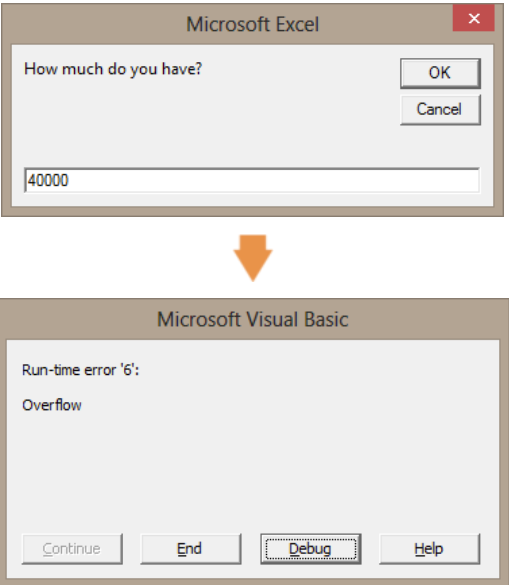 Microsoft Excel
How much do you have?
OK
Cancel
40000
Microsoft Visual Basic
Run-time error '6':
Overflow
Continue End Debug Help